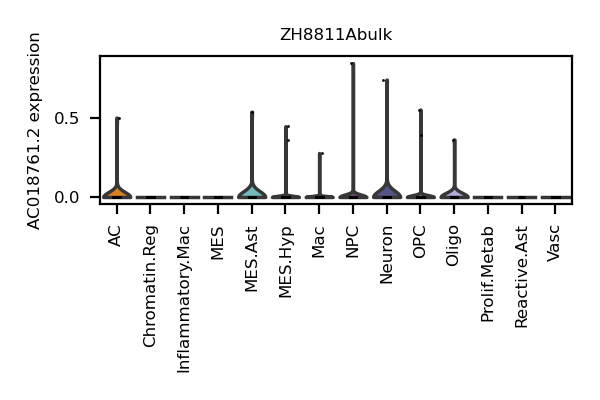 ZH8811Abulk
AC018761.2 expression
0.5
0.0
AC
Chromatin.Reg
Inflammatory.Mac
MES
MES.Ast
MES.Hyp
Mac
NPC
Neuron
OPC
Oligo
Prolif.Metab
Reactive.Ast
Vasc